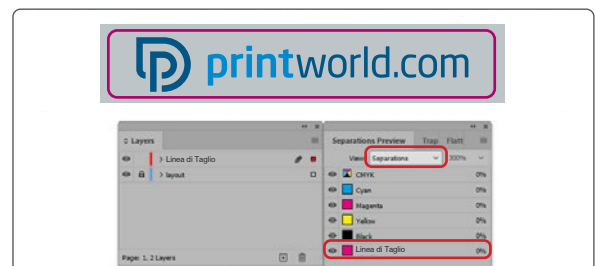 printworld.com
Layers
Linea di Taglio
layout
Page: 1, 2 Layers
Separations Preview Trap Flatt
View: Separations 300%
CMYK 0%
Cyan 0%
Magenta 0%
Yellow 0%
Black 0%
Linea di Taglio 0%